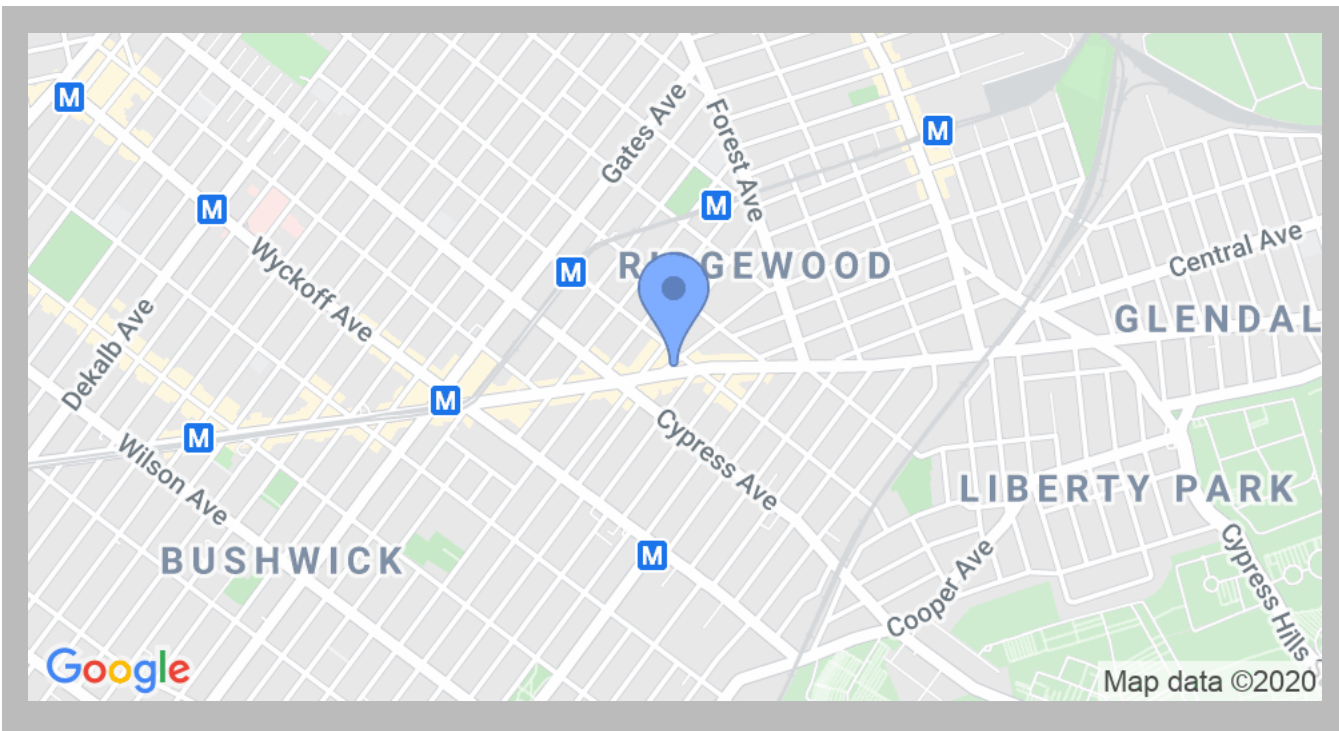 M
Gates Ave
Forest Ave
M
M
M
Wyckoff Ave
RIDGEWOOD
M
Central Ave
GLENDAL
Dekalb Ave
M
M
Cypress Ave
Wilson Ave
LIBERTY PARK
BUSHWICK
M
Cooper Ave
Cypress Hills S
Google
Map data ©2020